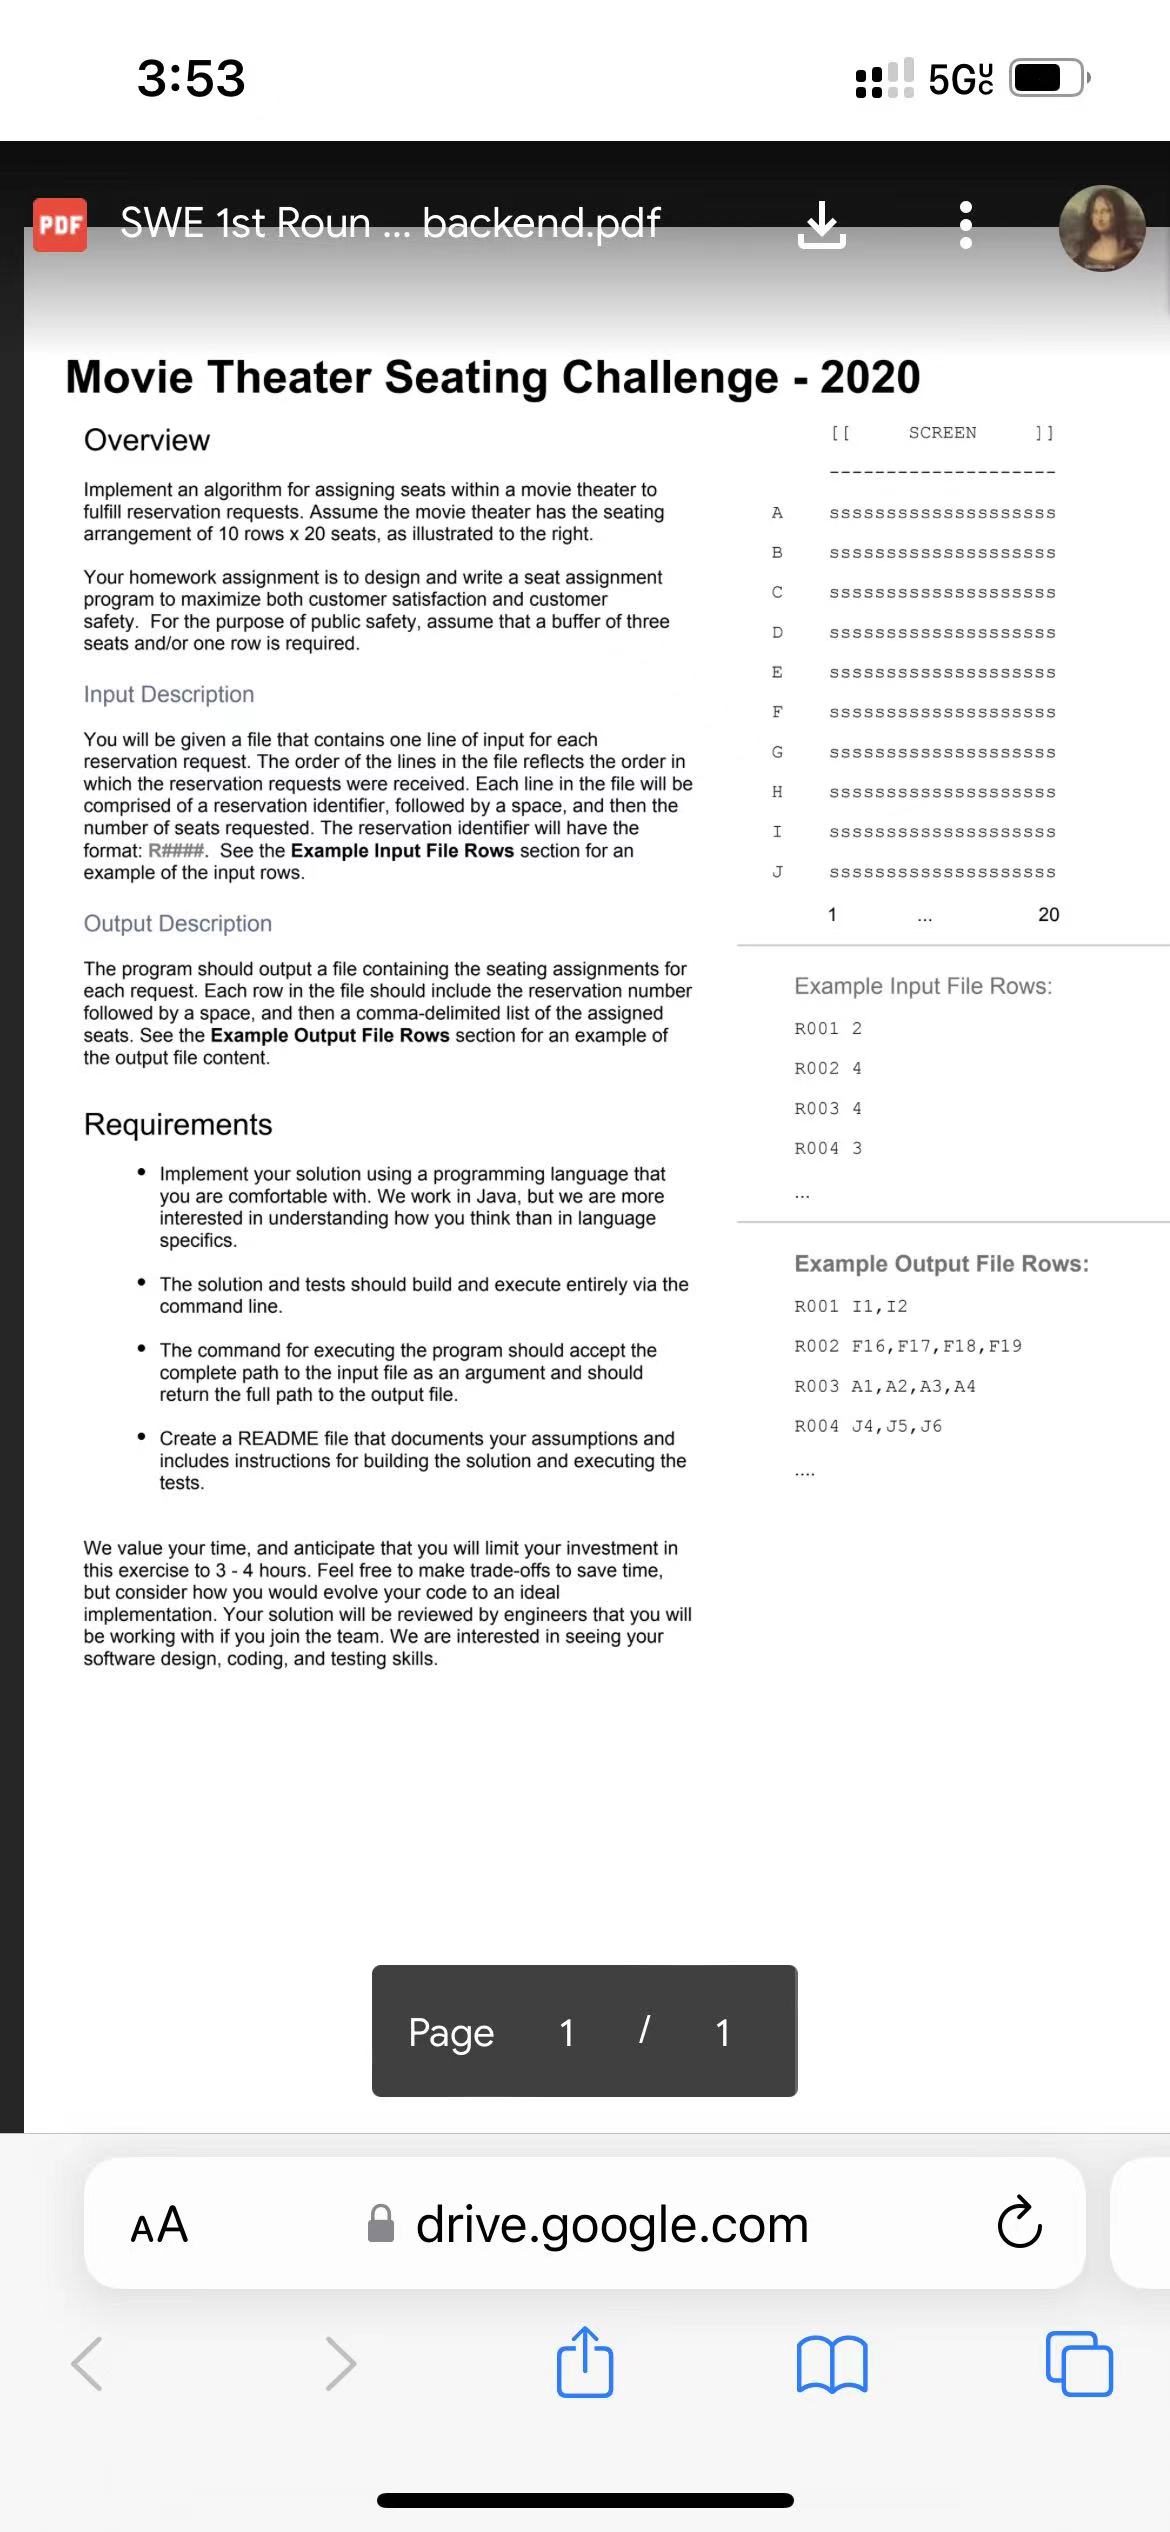 3:53
5G UC
PDF
SWE 1st Roun ... backend.pdf
Movie Theater Seating Challenge - 2020
Overview
Implement an algorithm for assigning seats within a movie theater to
fulfill reservation requests. Assume the movie theater has the seating
arrangement of 10 rows x 20 seats, as illustrated to the right.
Your homework assignment is to design and write a seat assignment
program to maximize both customer satisfaction and customer
safety.  For the purpose of public safety, assume that a buffer of three
seats and/or one row is required.
Input Description
You will be given a file that contains one line of input for each
reservation request. The order of the lines in the file reflects the order in
which the reservation requests were received. Each line in the file will be
comprised of a reservation identifier, followed by a space, and then the
number of seats requested. The reservation identifier will have the
format: R####.  See the Example Input File Rows section for an
example of the input rows.
Output Description
The program should output a file containing the seating assignments for
each request. Each row in the file should include the reservation number
followed by a space, and then a comma-delimited list of the assigned
seats. See the Example Output File Rows section for an example of
the output file content.
Requirements
• Implement your solution using a programming language that
you are comfortable with. We work in Java, but we are more
interested in understanding how you think than in language
specifics.
• The solution and tests should build and execute entirely via the
command line.
• The command for executing the program should accept the
complete path to the input file as an argument and should
return the full path to the output file.
• Create a README file that documents your assumptions and
includes instructions for building the solution and executing the
tests.
We value your time, and anticipate that you will limit your investment in
this exercise to 3 - 4 hours. Feel free to make trade-offs to save time,
but consider how you would evolve your code to an ideal
implementation. Your solution will be reviewed by engineers that you will
be working with if you join the team. We are interested in seeing your
software design, coding, and testing skills.
[[ SCREEN ]]
--------------------
A ssssssssssssssssssss
B ssssssssssssssssssss
C ssssssssssssssssssss
D ssssssssssssssssssss
E ssssssssssssssssssss
F ssssssssssssssssssss
G ssssssssssssssssssss
H ssssssssssssssssssss
I ssssssssssssssssssss
J ssssssssssssssssssss
1 ... 20
Example Input File Rows:
R001 2
R002 4
R003 4
R004 3
...
Example Output File Rows:
R001 I1,I2
R002 F16,F17,F18,F19
R003 A1,A2,A3,A4
R004 J4,J5,J6
....
Page 1 / 1
AA drive.google.com